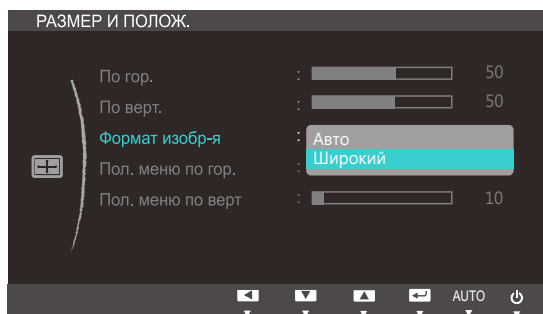 РАЗМЕР И ПОЛОЖ.
По гор. : 50
По верт. : 50
Формат изобр-я : Авто
Широкий
Пол. меню по гор. :
Пол. меню по верт : 10
AUTO